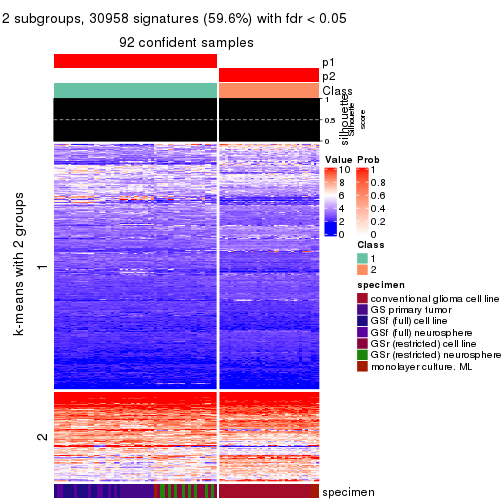 2 subgroups, 30958 signatures (59.6%) with fdr < 0.05
92 confident samples
p1
p2
Class
silhouette
Silhouette
score
1
0.5
0
k-means with 2 groups
1
2
specimen
Value
10
8
6
4
2
0
Prob
1
0.8
0.6
0.4
0.2
0
Class
1
2
specimen
conventional glioma cell line
GS primary tumor
GSf (full) cell line
GSf (full) neurosphere
GSr (restricted) cell line
GSr (restricted) neurosphere
monolayer culture. ML